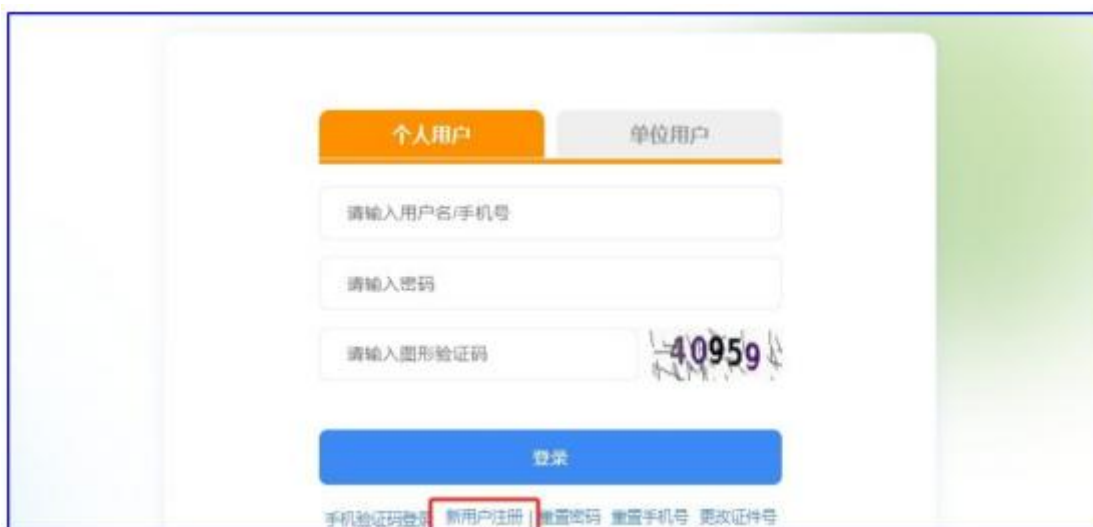 个人用户 单位用户
请输入用户名/手机号
请输入密码
请输入图形验证码 40959
登录
手机验证码登录 新用户注册 | 重置密码 重置手机号 更改证件号